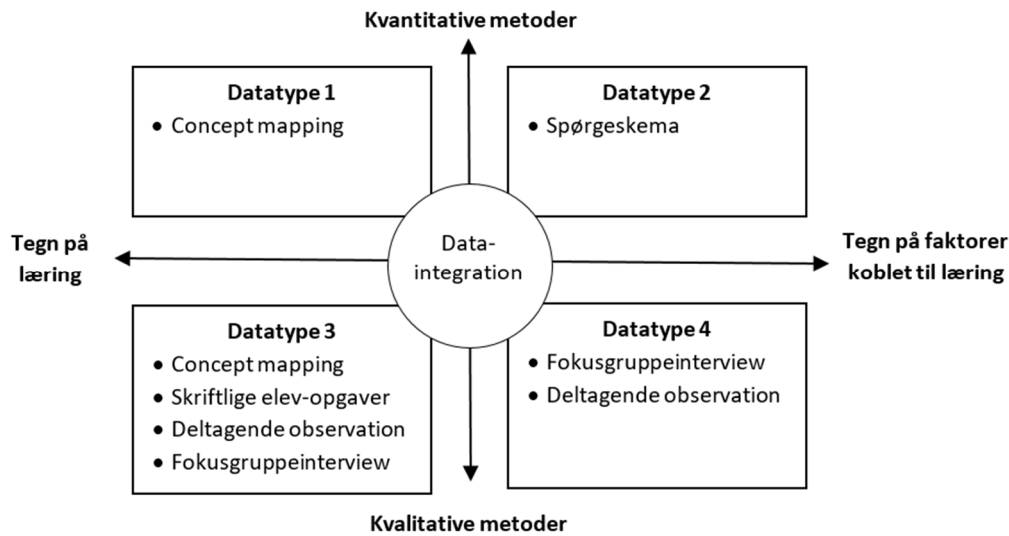 Kvantitative metoder
Datatype 1
• Concept mapping
Datatype 2
• Spørgeskema
Tegn på
læring
Data-
integration
Tegn på faktorer
koblet til læring
Datatype 3
• Concept mapping
• Skriftlige elev-opgaver
• Deltagende observation
• Fokusgruppeinterview
Datatype 4
• Fokusgruppeinterview
• Deltagende observation
Kvalitative metoder